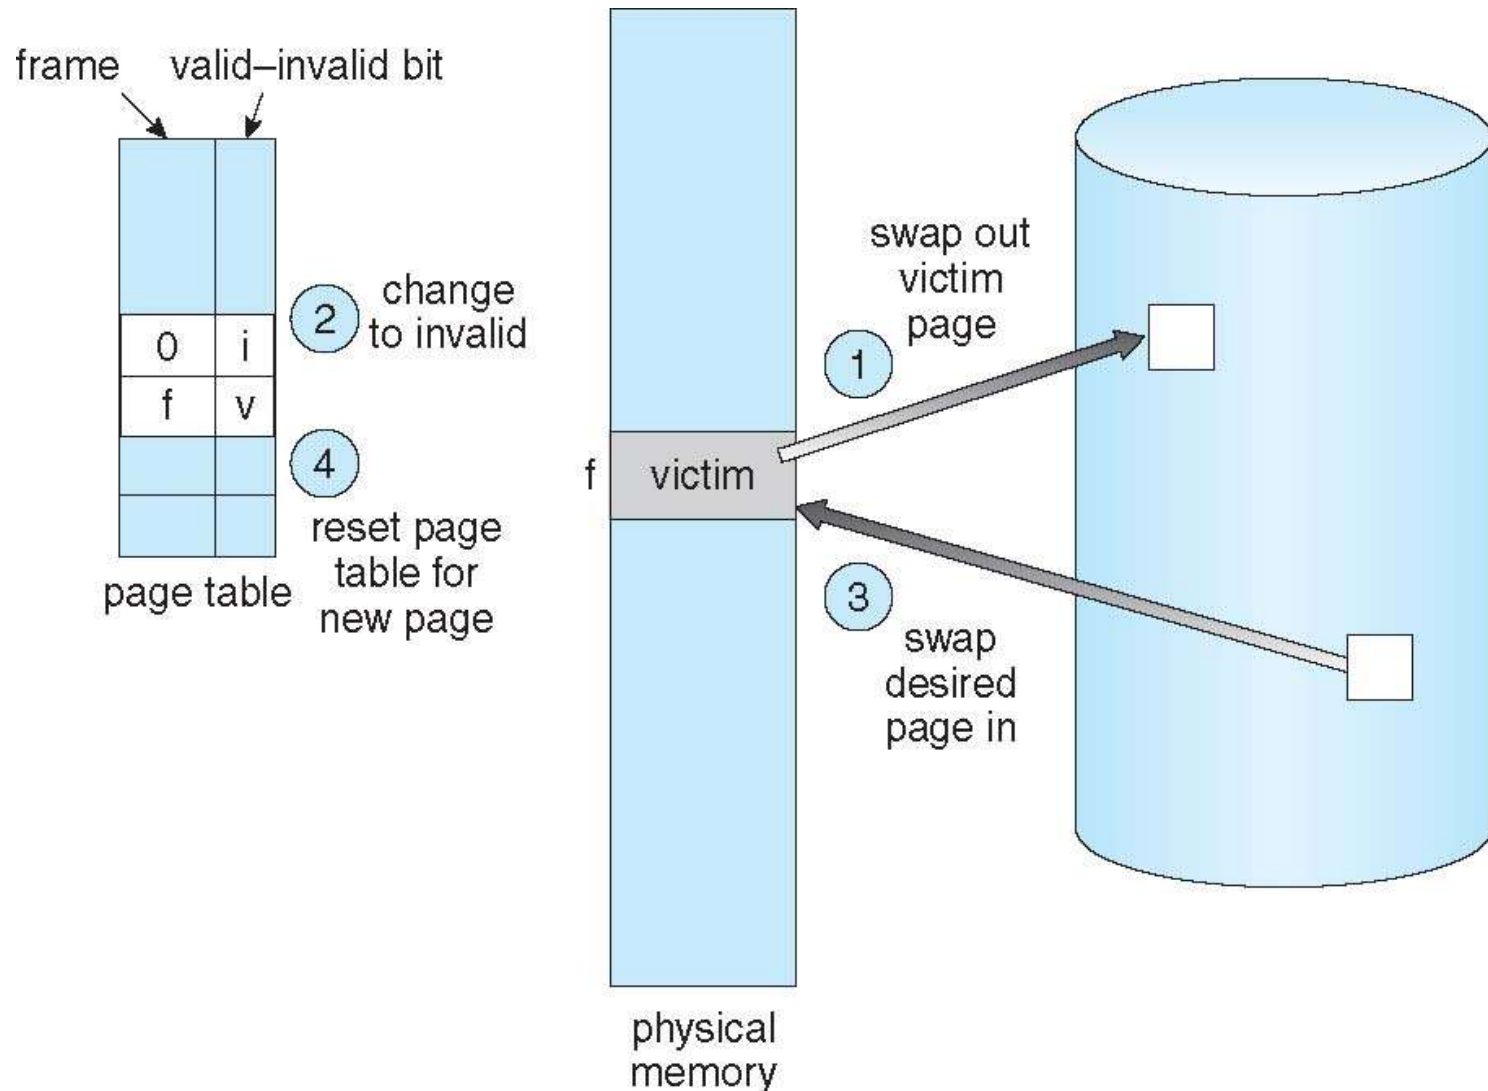 frame
valid–invalid bit
0
i
f
v
page table
2
change
to invalid
4
reset page
table for
new page
f
victim
physical
memory
swap out
victim
page
1
3
swap
desired
page in